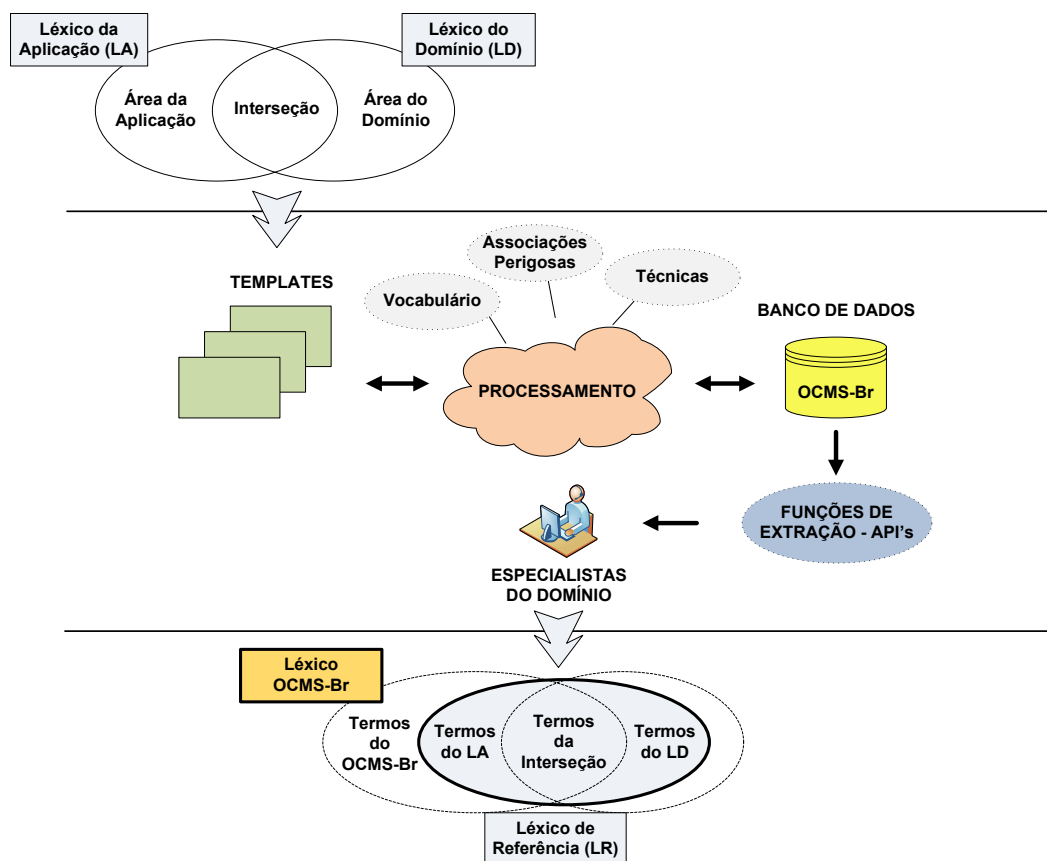 Léxico da
Aplicação (LA)
Léxico do
Domínio (LD)
Área da
Aplicação
Interseção
Área do
Domínio
TEMPLATES
Vocabulário
Associações
Perigosas
Técnicas
PROCESSAMENTO
BANCO DE DADOS
OCMS-Br
FUNÇÕES DE
EXTRAÇÃO - API's
ESPECIALISTAS
DO DOMÍNIO
Léxico
OCMS-Br
Termos
do
OCMS-Br
Termos
do LA
Termos
da
Interseção
Termos
do LD
Léxico de
Referência (LR)